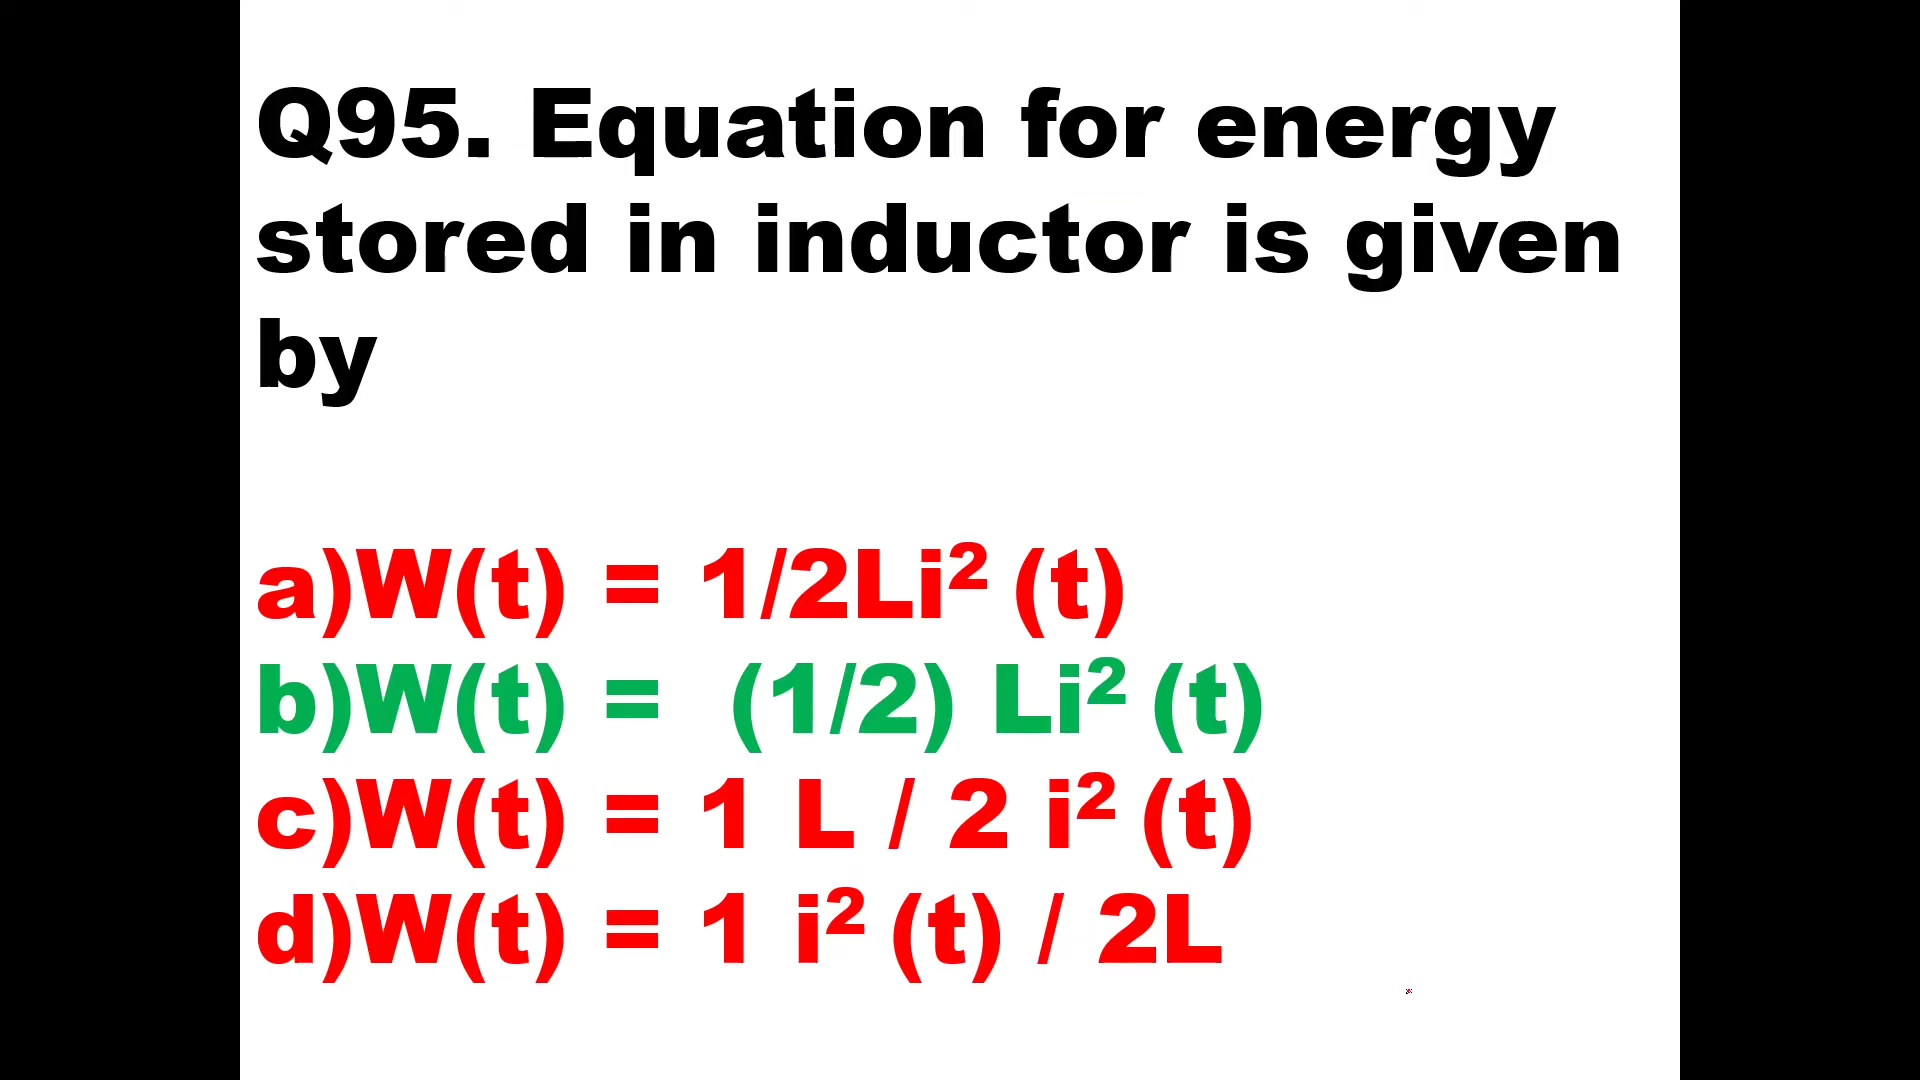 Q95. Equation for energy
stored in inductor is given
by
a)W(t) = 1/2Li² (t)
b)W(t) = (1/2) Li² (t)
c)W(t) = 1 L / 2 i² (t)
d)W(t) = 1 i² (t) / 2L